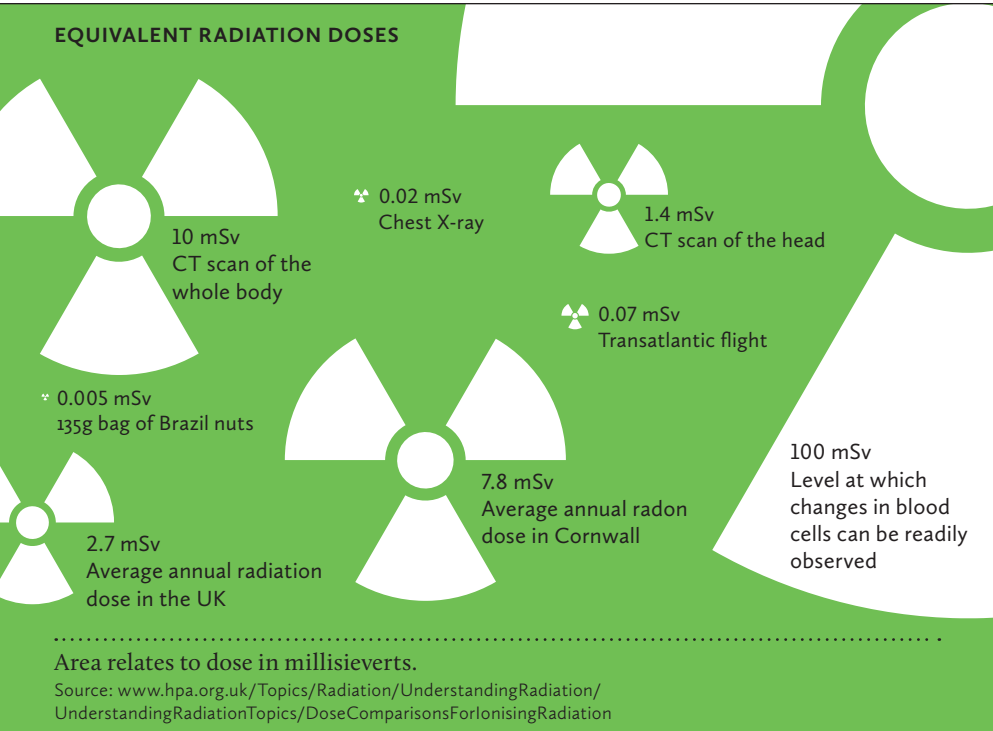 EQUIVALENT RADIATION DOSES
10 mSv
CT scan of the
whole body
0.02 mSv
Chest X-ray
1.4 mSv
CT scan of the head
0.07 mSv
Transatlantic flight
0.005 mSv
135g bag of Brazil nuts
7.8 mSv
Average annual radon
dose in Cornwall
100 mSv
Level at which
changes in blood
cells can be readily
observed
2.7 mSv
Average annual radiation
dose in the UK
Area relates to dose in millisieverts.
Source: www.hpa.org.uk/Topics/Radiation/UnderstandingRadiation/
UnderstandingRadiationTopics/DoseComparisonsForIonisingRadiation